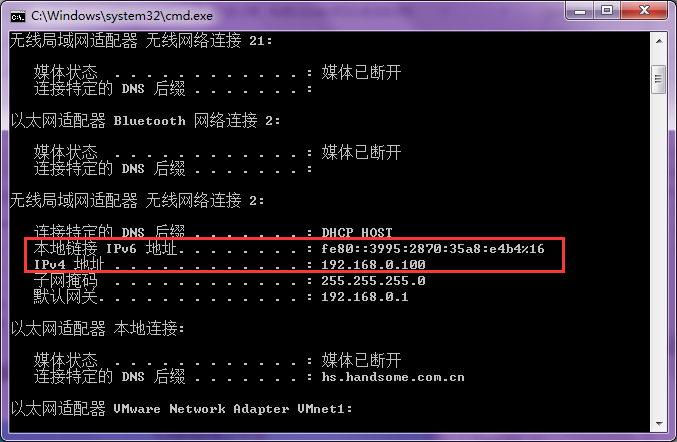 C:\Windows\system32\cmd.exe
无线局域网适配器 无线网络连接 21:
媒体状态 . . . . . . . . . . . . : 媒体已断开
连接特定的 DNS 后缀 . . . . . . . :
以太网适配器 Bluetooth 网络连接 2:
媒体状态 . . . . . . . . . . . . : 媒体已断开
连接特定的 DNS 后缀 . . . . . . . :
无线局域网适配器 无线网络连接 2:
连接特定的 DNS 后缀 . . . . . . . : DHCP HOST
本地链接 IPv6 地址. . . . . . . . : fe80::3995:2870:35a8:e4b4%16
IPv4 地址 . . . . . . . . . . . . : 192.168.0.100
子网掩码 . . . . . . . . . . . . : 255.255.255.0
默认网关. . . . . . . . . . . . . : 192.168.0.1
以太网适配器 本地连接:
媒体状态 . . . . . . . . . . . . : 媒体已断开
连接特定的 DNS 后缀 . . . . . . . : hs.handsome.com.cn
以太网适配器 VMware Network Adapter VMnet1: